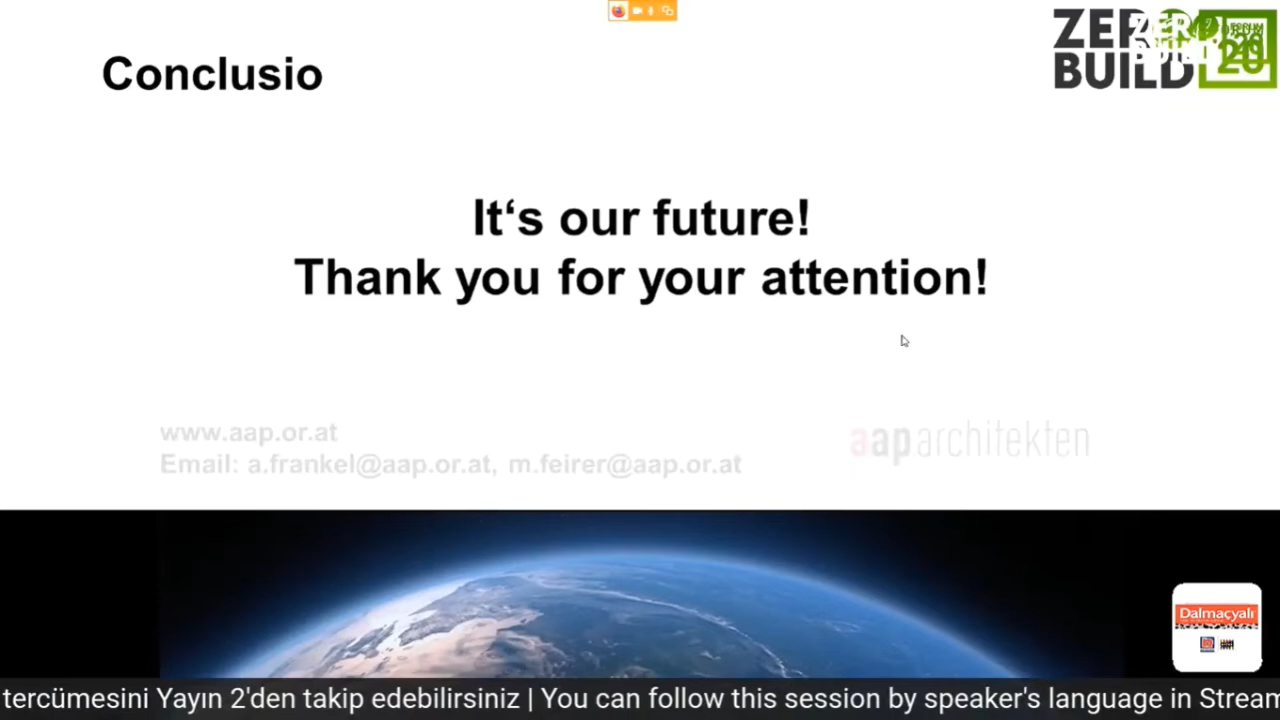 Conclusio
ZERO
BUILD
20
It‘s our future!
Thank you for your attention!
www.aap.or.at
Email: a.frankel@aap.or.at, m.feirer@aap.or.at
aap.architekten
Dalmaçyalı
tercümesini Yayın 2'den takip edebilirsiniz | You can follow this session by speaker's language in Stream